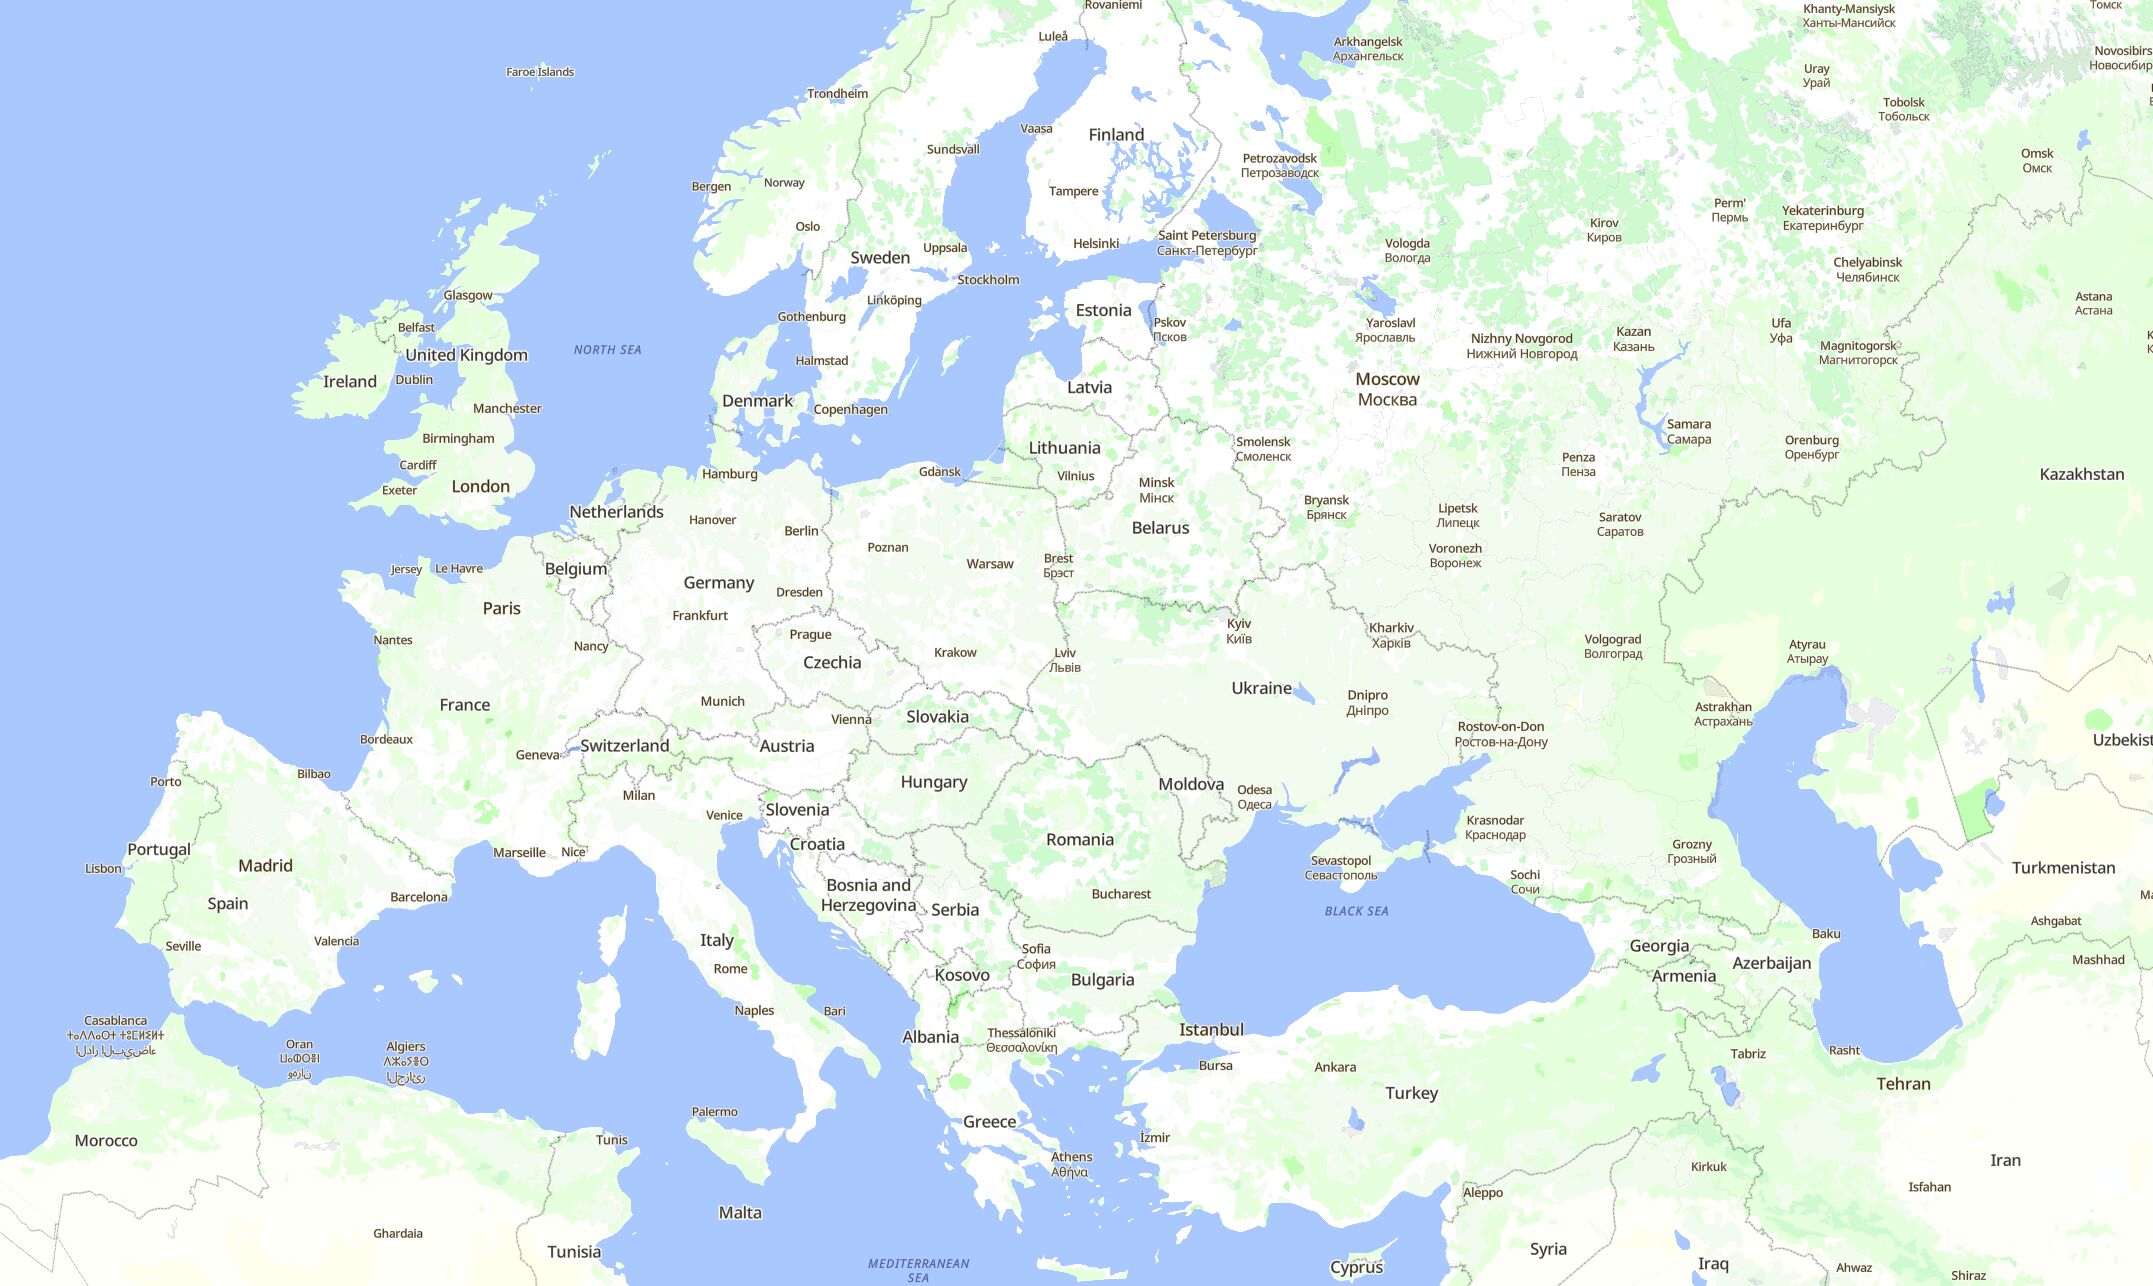 Rovaniemi
Khanty-Mansiysk
Ханты-Мансийск
Томск
Luleå
Arkhangelsk
Архангельск
Novosibirs
Новосибир
Faroe Islands
Uray
Урай
Trondheim
Tobolsk
Тобольск
Vaasa
Finland
Sundsvall
Petrozavodsk
Петрозаводск
Omsk
Омск
Bergen
Norway
Tampere
Perm'
Пермь
Yekaterinburg
Екатеринбург
Oslo
Kirov
Киров
Helsinki
Saint Petersburg
Санкт-Петербург
Vologda
Вологда
Uppsala
Sweden
Chelyabinsk
Челябинск
Stockholm
Glasgow
Linköping
Astana
Астана
Estonia
Gothenburg
Belfast
Pskov
Псков
Yaroslavl
Ярославль
Nizhny Novgorod
Нижний Новгород
Kazan
Казань
Ufa
Уфа
NORTH SEA
United Kingdom
Magnitogorsk
Магнитогорск
Halmstad
Ireland
Dublin
Moscow
Москва
Latvia
Denmark
Manchester
Copenhagen
Birmingham
Samara
Самара
Lithuania
Smolensk
Смоленск
Orenburg
Оренбург
Cardiff
Penza
Пенза
Hamburg
Gdansk
Vilnius
Kazakhstan
Exeter
London
Minsk
Мінск
Netherlands
Bryansk
Брянск
Lipetsk
Липецк
Saratov
Саратов
Hanover
Berlin
Belarus
Poznan
Voronezh
Воронеж
Jersey
Le Havre
Belgium
Warsaw
Brest
Брэст
Germany
Dresden
Paris
Frankfurt
Kyiv
Київ
Prague
Kharkiv
Харків
Nantes
Nancy
Krakow
Lviv
Львів
Volgograd
Волгоград
Atyrau
Атырау
Czechia
Ukraine
France
Munich
Dnipro
Дніпро
Astrakhan
Астрахань
Slovakia
Vienna
Rostov-on-Don
Ростов-на-Дону
Bordeaux
Geneva
Switzerland
Austria
Uzbekist
Porto
Bilbao
Hungary
Moldova
Milan
Odesa
Одеса
Slovenia
Venice
Krasnodar
Краснодар
Portugal
Marseille
Nice
Croatia
Romania
Grozny
Грозный
Lisbon
Madrid
Sevastopol
Севастополь
Turkmenistan
Barcelona
Bosnia and
Herzegovina
Bucharest
Sochi
Сочи
Spain
Serbia
BLACK SEA
Ashgabat
Seville
Valencia
Italy
Sofia
София
Georgia
Baku
Rome
Kosovo
Bulgaria
Armenia
Azerbaijan
Mashhad
Naples
Bari
Casablanca
ⵜⴰⴷⴷⴰⵔⵜ ⵜⵓⵎⵍⵉⵍⵜ
الدار البيضاء
Oran
ⵡⴰⵀⵔⴰⵏ
وهران
Algiers
ⴷⵣⴰⵢⴻⵔ
الجزائر
Albania
Thessaloniki
Θεσσαλονίκη
Istanbul
Bursa
Ankara
Tabriz
Rasht
Tehran
Turkey
Palermo
Greece
Morocco
Tunis
İzmir
Athens
Αθήνα
Kirkuk
Iran
Aleppo
Isfahan
Malta
Ghardaia
Tunisia
Syria
MEDITERRANEAN
SEA
Cyprus
Iraq
Ahwaz
Shiraz